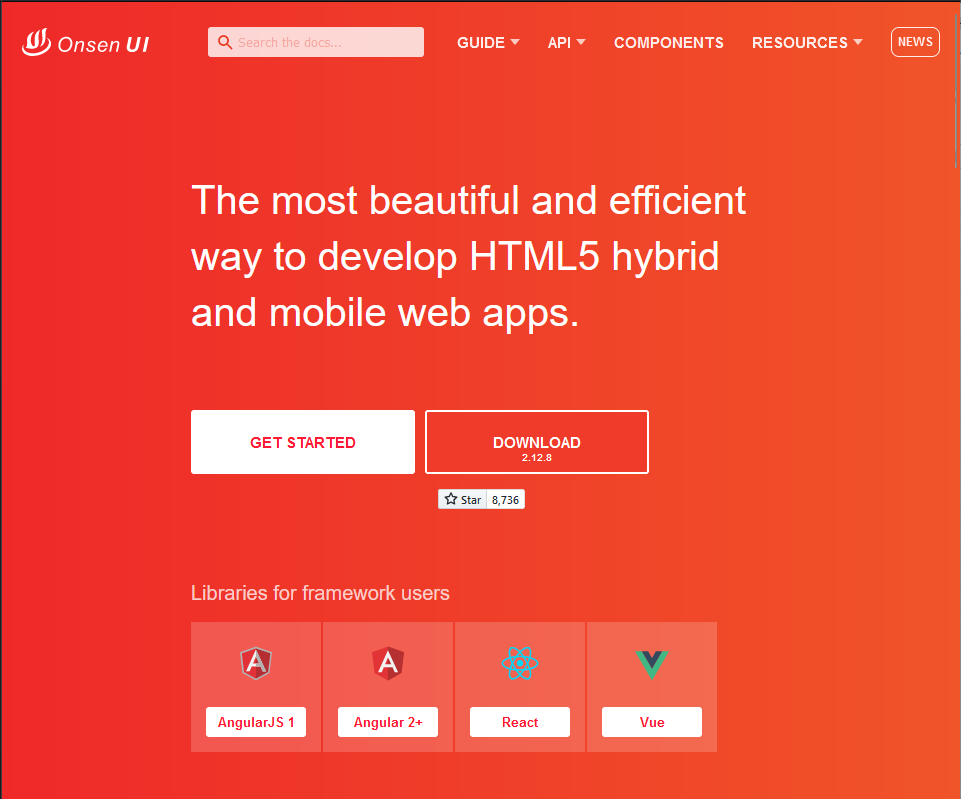 Onsen UI
Search the docs...
GUIDE
API
COMPONENTS
RESOURCES
NEWS
The most beautiful and efficient
way to develop HTML5 hybrid
and mobile web apps.
GET STARTED
DOWNLOAD
2.12.8
Star 8,736
Libraries for framework users
AngularJS 1
Angular 2+
React
Vue